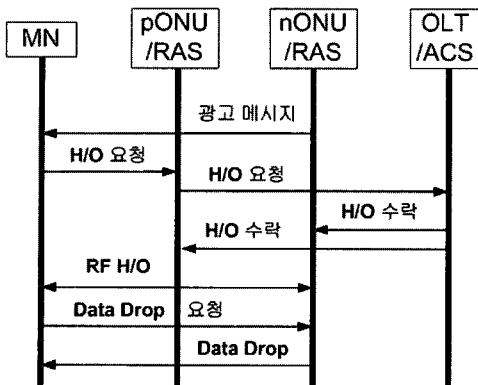 MN
pONU
/RAS
nONU
/RAS
OLT
/ACS
광고 메시지
H/O 요청
H/O 요청
H/O 수락
H/O 수락
RF H/O
Data Drop 요청
Data Drop